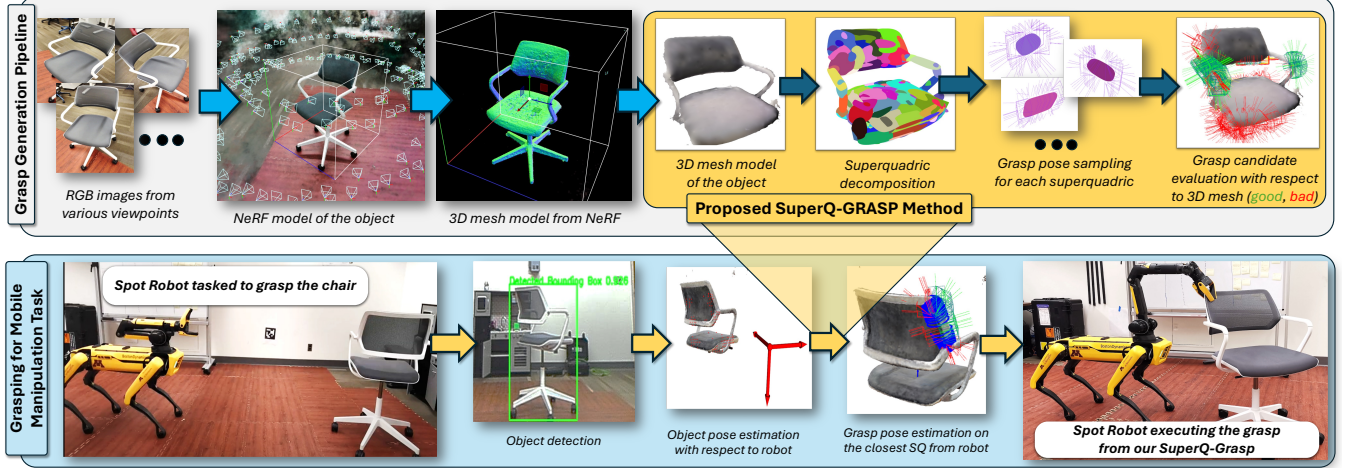 Grasp Generation Pipeline
RGB images from
various viewpoints
NeRF model of the object
3D mesh model from NeRF
3D mesh model
of the object
Superquadric
decomposition
Grasp pose sampling
for each superquadric
Grasp candidate
evaluation with respect
to 3D mesh (good, bad)
Proposed SuperQ-GRASP Method
Grasping for Mobile
Manipulation Task
Spot Robot tasked to grasp the chair
Detected Bounding Box
Object detection
Object pose estimation
with respect to robot
Grasp pose estimation on
the closest SQ from robot
Spot Robot executing the grasp
from our SuperQ-Grasp